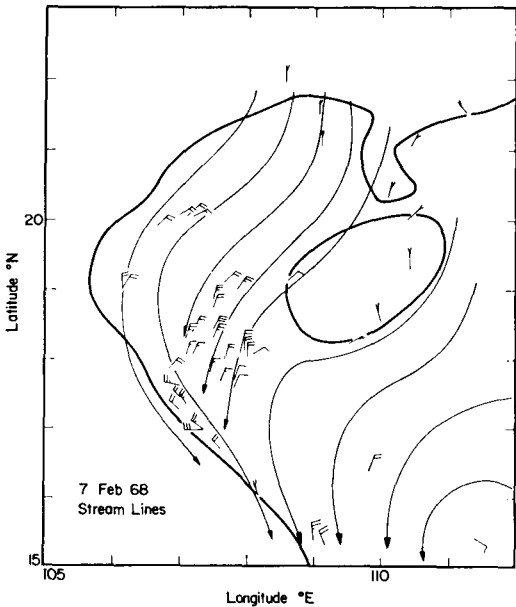 Latitude °N
20
15
7 Feb 68
Stream Lines
105
110
Longitude °E